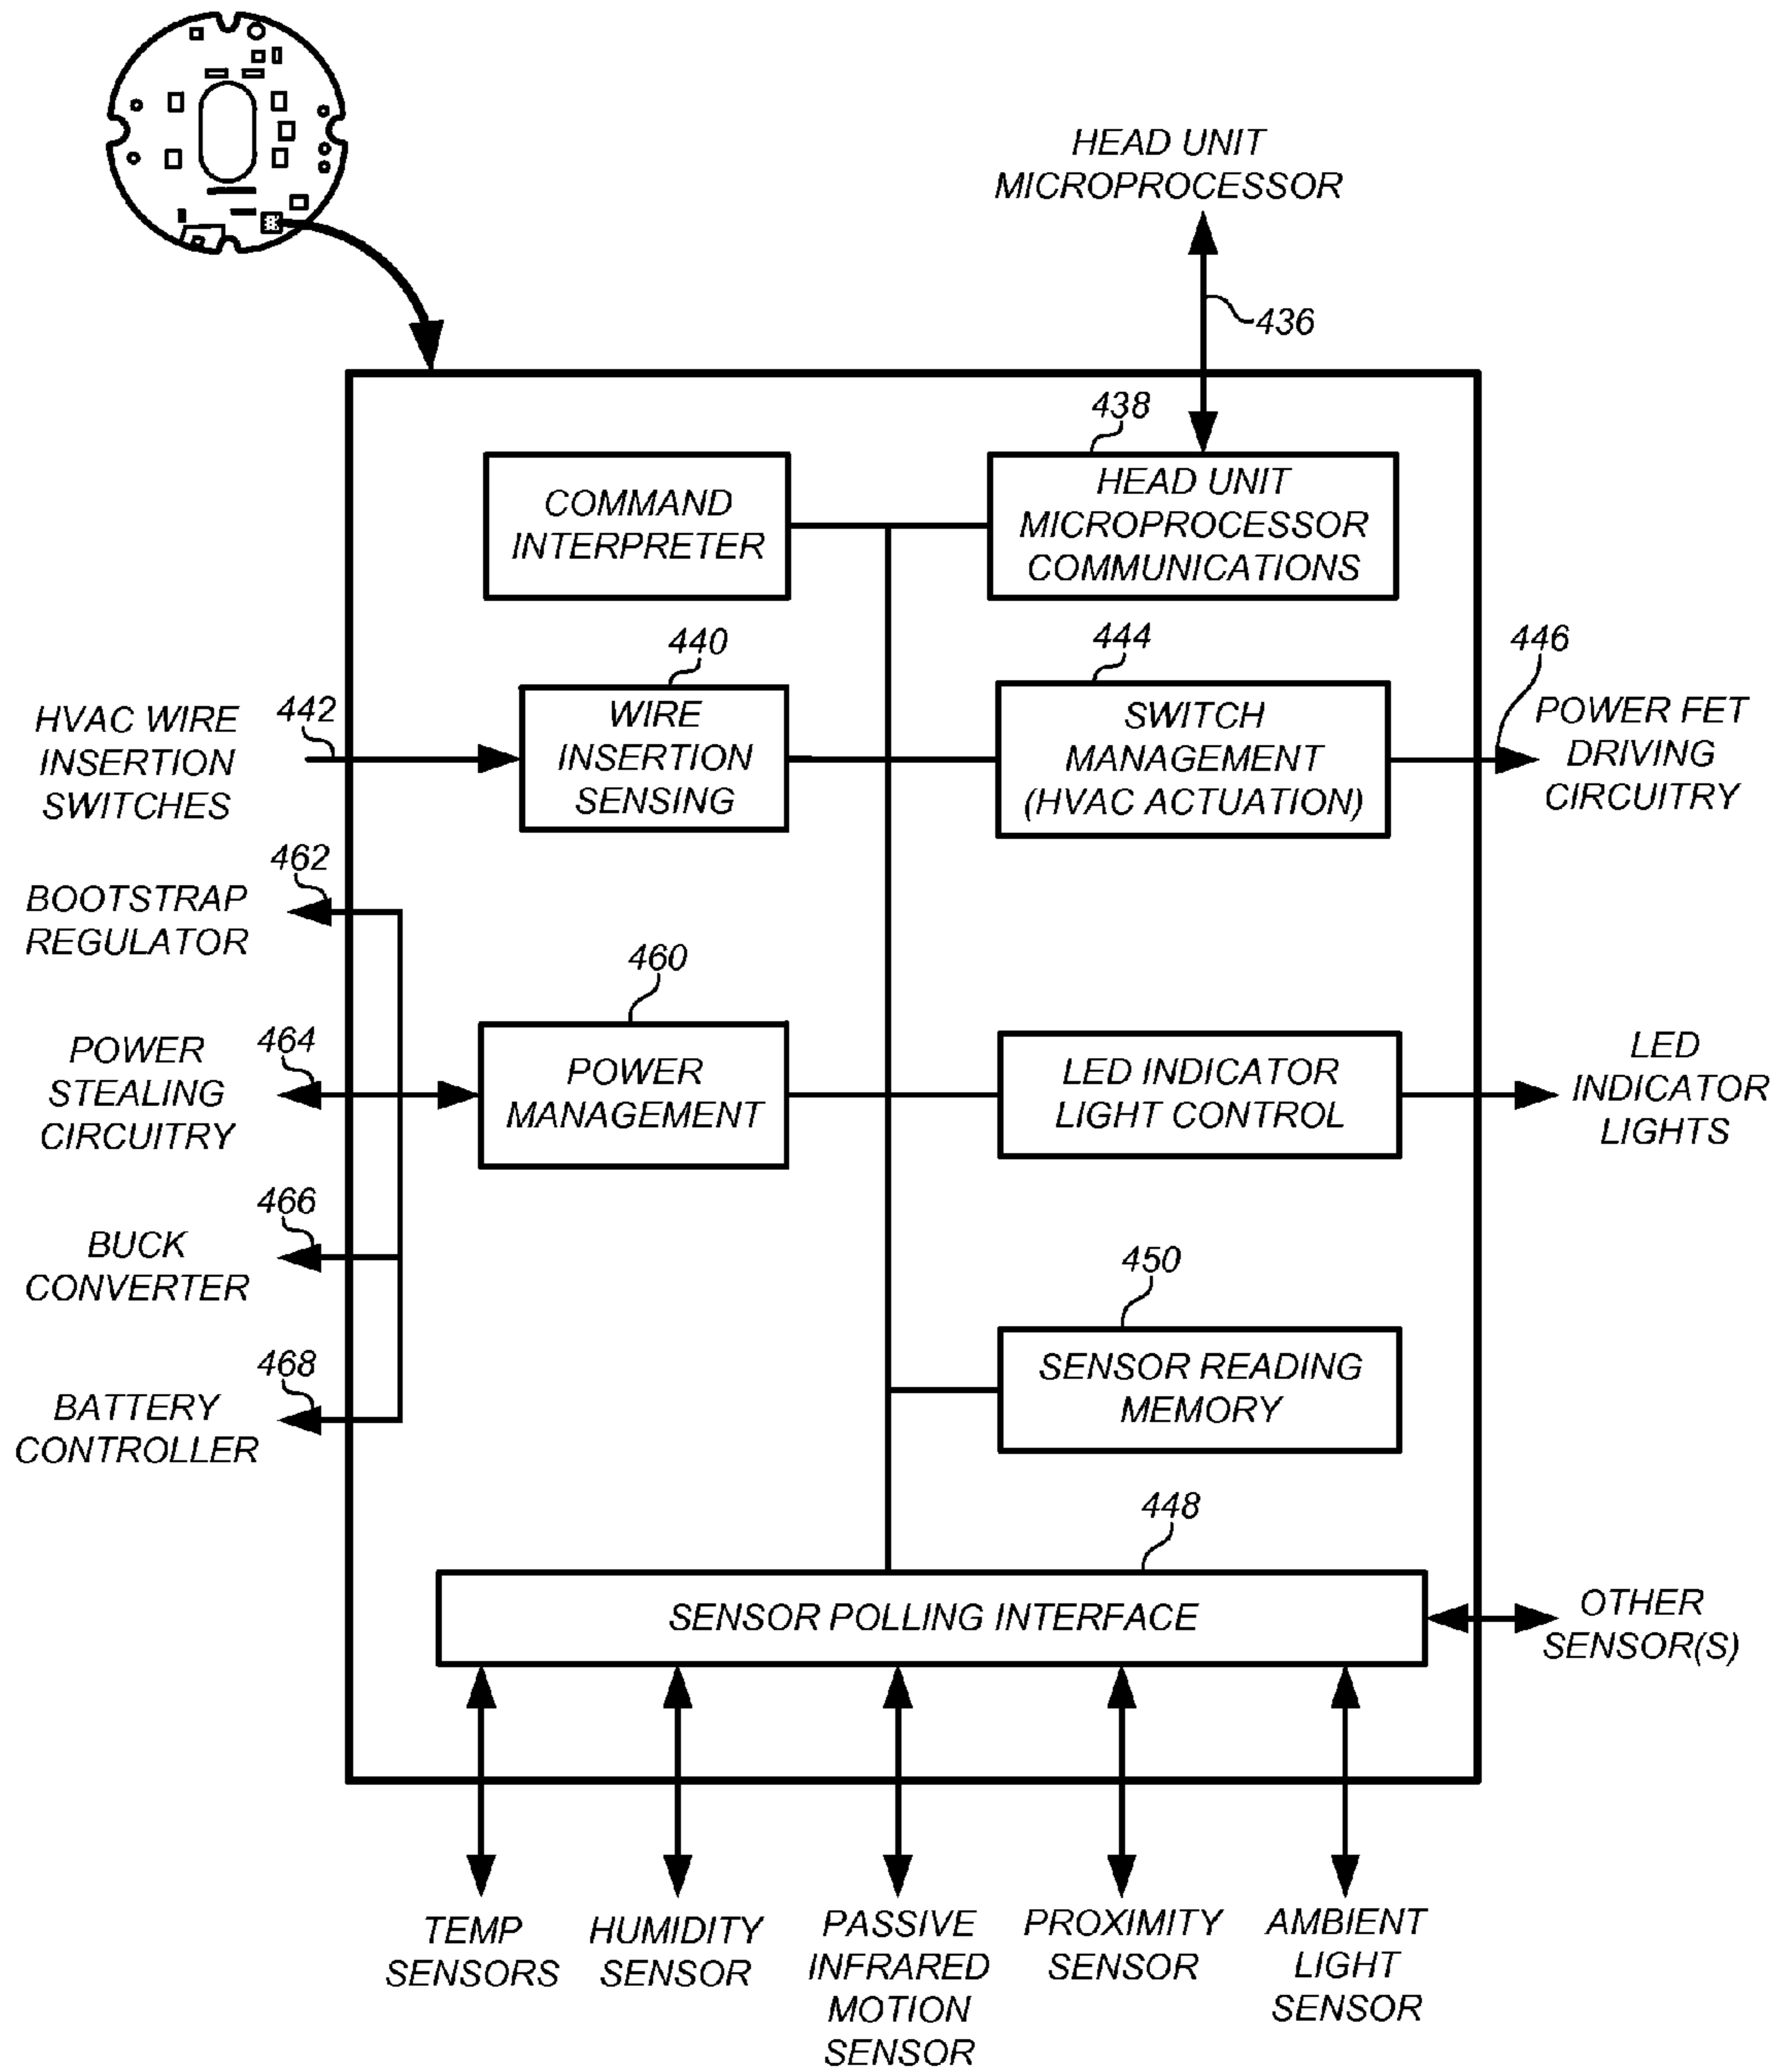 HEAD UNIT
MICROPROCESSOR
436
438
COMMAND
INTERPRETER
HEAD UNIT
MICROPROCESSOR
COMMUNICATIONS
440
444
446
HVAC WIRE
INSERTION
SWITCHES
442
WIRE
INSERTION
SENSING
SWITCH
MANAGEMENT
(HVAC ACTUATION)
POWER FET
DRIVING
CIRCUITRY
462
BOOTSTRAP
REGULATOR
460
POWER
STEALING
CIRCUITRY
464
POWER
MANAGEMENT
LED INDICATOR
LIGHT CONTROL
LED
INDICATOR
LIGHTS
466
BUCK
CONVERTER
450
SENSOR READING
MEMORY
468
BATTERY
CONTROLLER
448
SENSOR POLLING INTERFACE
OTHER
SENSOR(S)
TEMP
SENSORS
HUMIDITY
SENSOR
PASSIVE
INFRARED
MOTION
SENSOR
PROXIMITY
SENSOR
AMBIENT
LIGHT
SENSOR